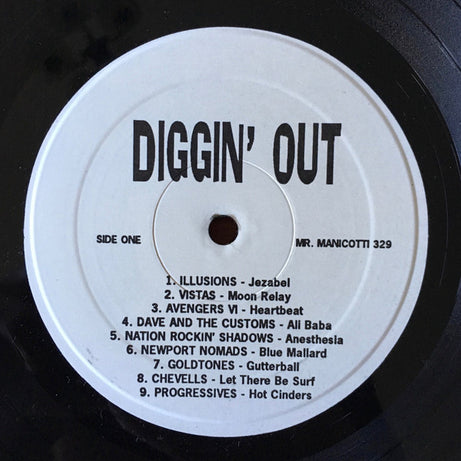 DIGGIN' OUT
SIDE ONE
MR. MANICOTTI 329
1. ILLUSIONS - Jezabel
2. VISTAS - Moon Relay
3. AVENGERS VI - Heartbeat
4. DAVE AND THE CUSTOMS - Ali Baba
5. NATION ROCKIN' SHADOWS - Anesthesia
6. NEWPORT NOMADS - Blue Mallard
7. GOLDTONES - Gutterball
8. CHEVELLS - Let There Be Surf
9. PROGRESSIVES - Hot Cinders